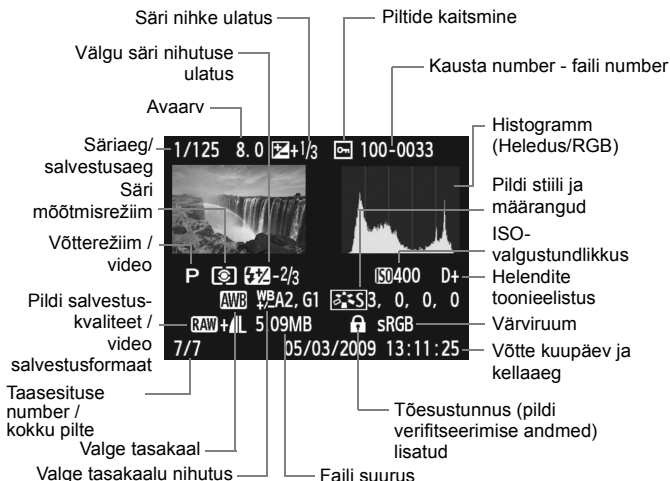 Säri nihke ulatus
Piltide kaitsmine
Välgu säri nihutuse
ulatus
Kausta number - faili number
Avaarv
Säriaeg/
salvestusaeg
Säri
mõõtmisrežiim
Võtterežiim /
video
Pildi salvestus-
kvaliteet /
video
salvestusformaat
Taasesituse
number /
kokku pilte
Valge tasakaal
Valge tasakaalu nihutus
1/125 8.0 +1/3 100-0033
P -2/3 ISO400 D+
AWB WB+/-A2, G1 S3, 0, 0, 0
RAW+L 5 09MB sRGB
7/7 05/03/2009 13:11:25
Histogramm
(Heledus/RGB)
Pildi stiili ja
määrangud
ISO-
valgustundlikkus
Helendite
toonieelistus
Värviruum
Võtte kuupäev ja
kellaaeg
Tõesustunnus (pildi
verifitseerimise andmed)
lisatud
Faili suurus